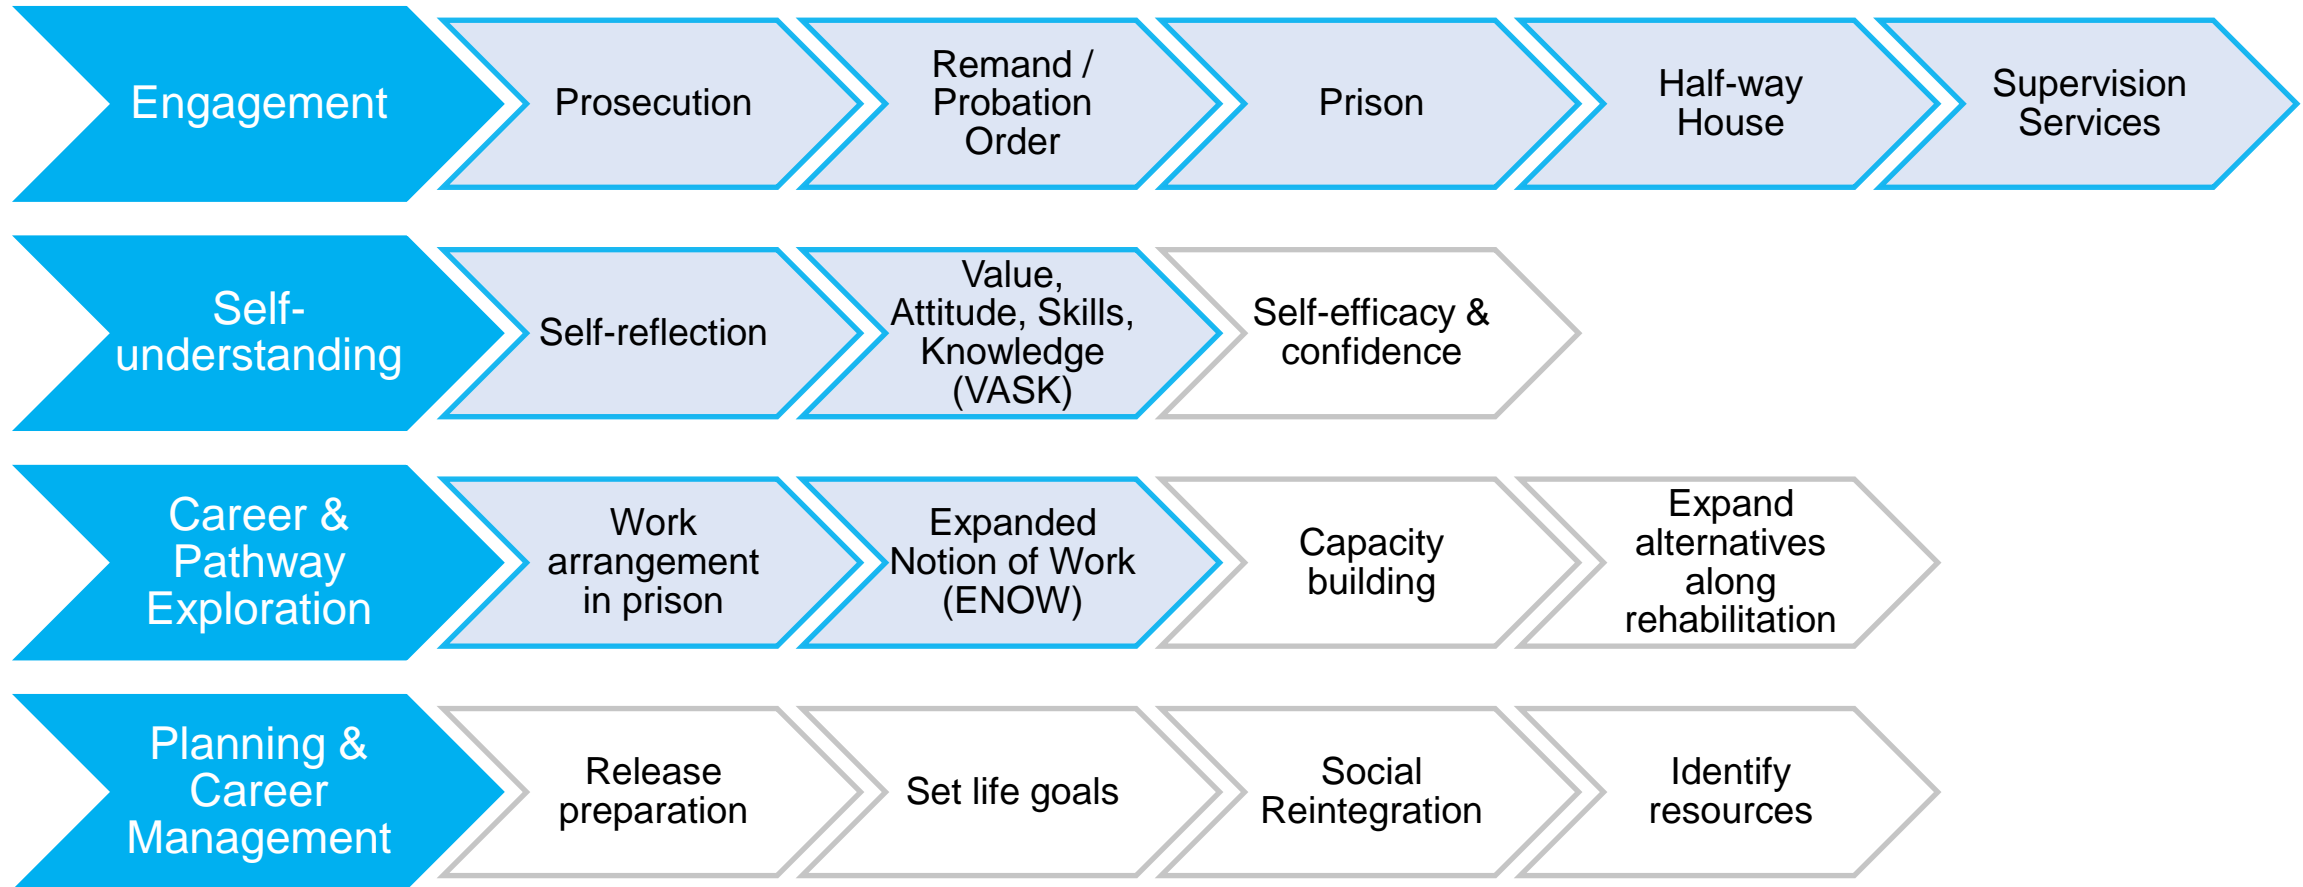 Engagement
Prosecution
Remand /
Probation
Order
Prison
Half-way
House
Supervision
Services
Self-
understanding
Self-reflection
Value,
Attitude, Skills,
Knowledge
(VASK)
Self-efficacy &
confidence
Career &
Pathway
Exploration
Work
arrangement
in prison
Expanded
Notion of Work
(ENOW)
Capacity
building
Expand
alternatives
along
rehabilitation
Planning &
Career
Management
Release
preparation
Set life goals
Social
Reintegration
Identify
resources